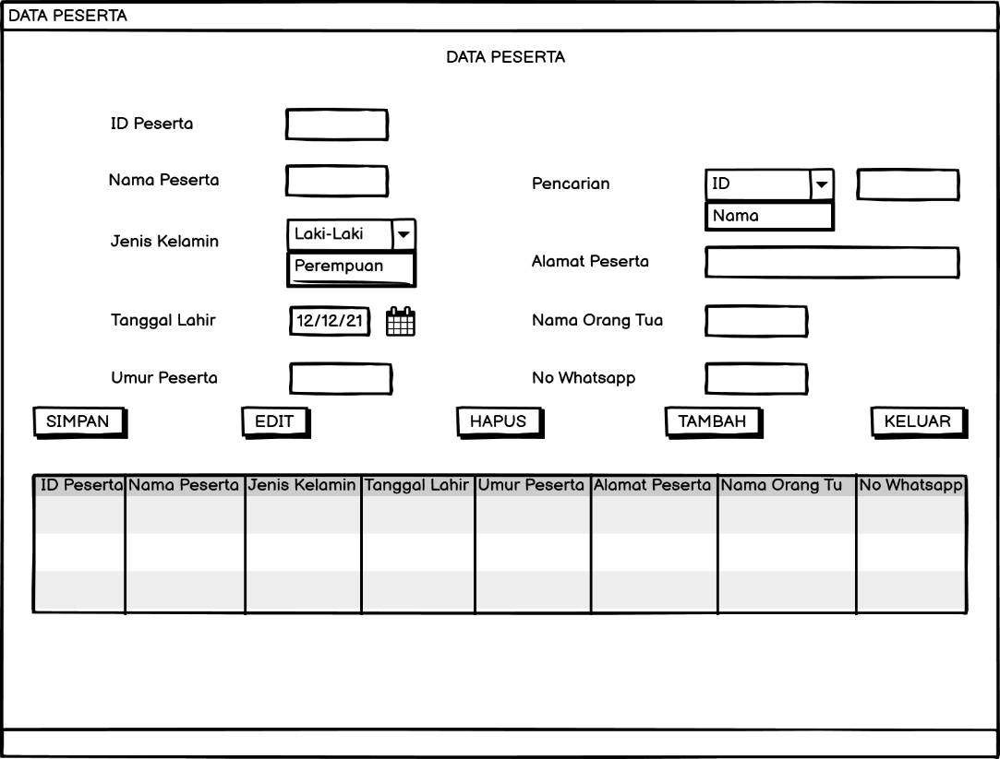 DATA PESERTA
DATA PESERTA
ID Peserta
Nama Peserta
Jenis Kelamin
Laki-Laki
Perempuan
Tanggal Lahir
12/12/21
Umur Peserta
Pencarian
ID
Nama
Alamat Peserta
Nama Orang Tua
No Whatsapp
SIMPAN
EDIT
HAPUS
TAMBAH
KELUAR
ID Peserta Nama Peserta Jenis Kelamin Tanggal Lahir Umur Peserta Alamat Peserta Nama Orang Tu No Whatsapp